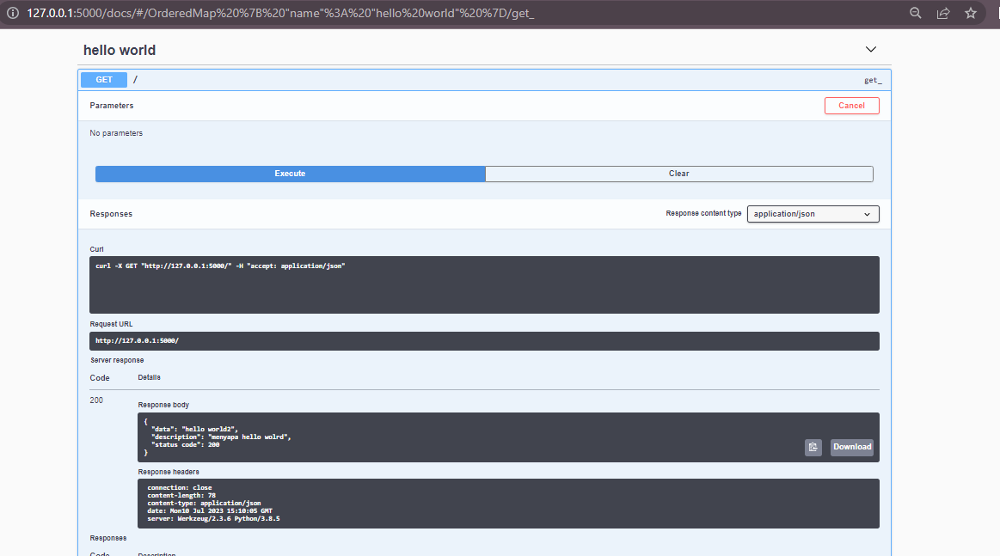 127.0.0.1:5000/docs/#/OrderedMap%20%7B%20"name"%3A%20"hello%20world"%20%7D/get_
hello world
GET / get_
Parameters Cancel
No parameters
Execute Clear
Responses Response content type application/json
Curl
curl -X GET "http://127.0.0.1:5000/" -H "accept: application/json"
Request URL
http://127.0.0.1:5000/
Server response
Code Details
200
Response body
{
"data": "hello world2",
"description": "menyapa hello wolrd",
"status code": 200
}
Download
Response headers
connection: close
content-length: 78
content-type: application/json
date: Mon10 Jul 2023 15:10:05 GMT
server: Werkzeug/2.3.6 Python/3.8.5
Responses
Code Description